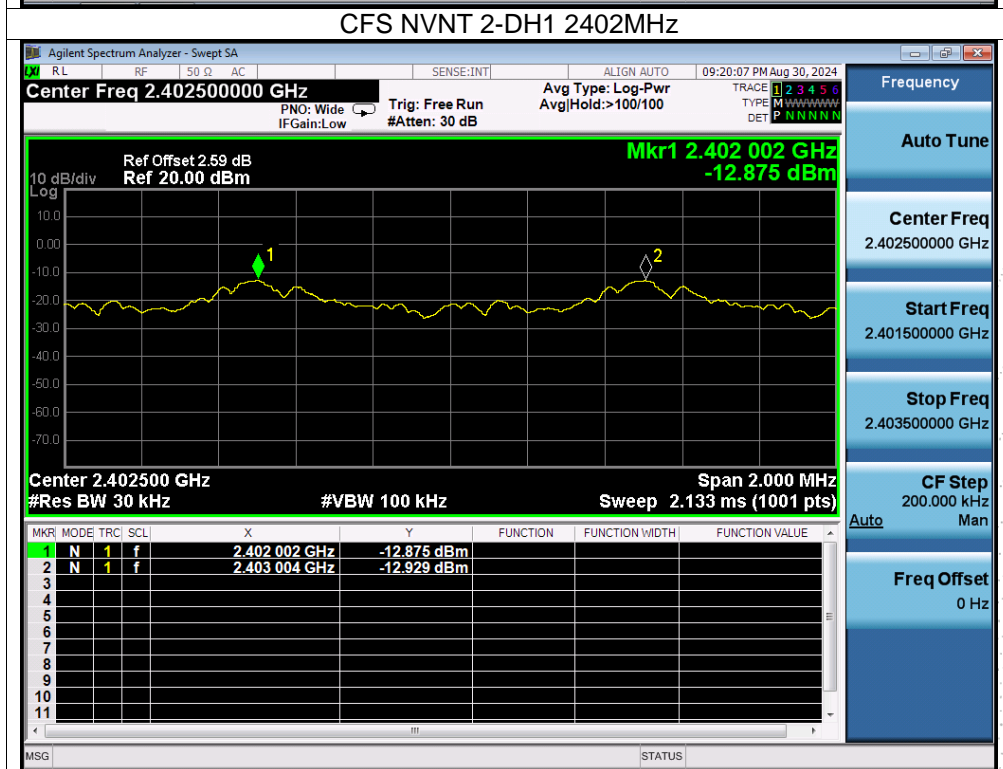 CFS NVNT 2-DH1 2402MHz
Agilent Spectrum Analyzer - Swept SA
LXI RL RF 50 Ω AC SENSE:INT ALIGN AUTO 09:20:07 PM Aug 30, 2024
Center Freq 2.402500000 GHz
PNO: Wide
IFGain:Low
Trig: Free Run
#Atten: 30 dB
Avg Type: Log-Pwr
Avg|Hold:>100/100
TRACE 1 2 3 4 5 6
TYPE M WWWWW
DET P N N N N N
Mkr1 2.402 002 GHz
-12.875 dBm
Ref Offset 2.59 dB
10 dB/div Ref 20.00 dBm
Log
10.0
0.00
-10.0
-20.0
-30.0
-40.0
-50.0
-60.0
-70.0
1
2
Center 2.402500 GHz Span 2.000 MHz
#Res BW 30 kHz #VBW 100 kHz Sweep 2.133 ms (1001 pts)
MKR MODE TRC SCL X Y FUNCTION FUNCTION WIDTH FUNCTION VALUE
1 N 1 f 2.402 002 GHz -12.875 dBm
2 N 1 f 2.403 004 GHz -12.929 dBm
3
4
5
6
7
8
9
10
11
MSG STATUS
Frequency
Auto Tune
Center Freq
2.402500000 GHz
Start Freq
2.401500000 GHz
Stop Freq
2.403500000 GHz
CF Step
200.000 kHz
Auto Man
Freq Offset
0 Hz